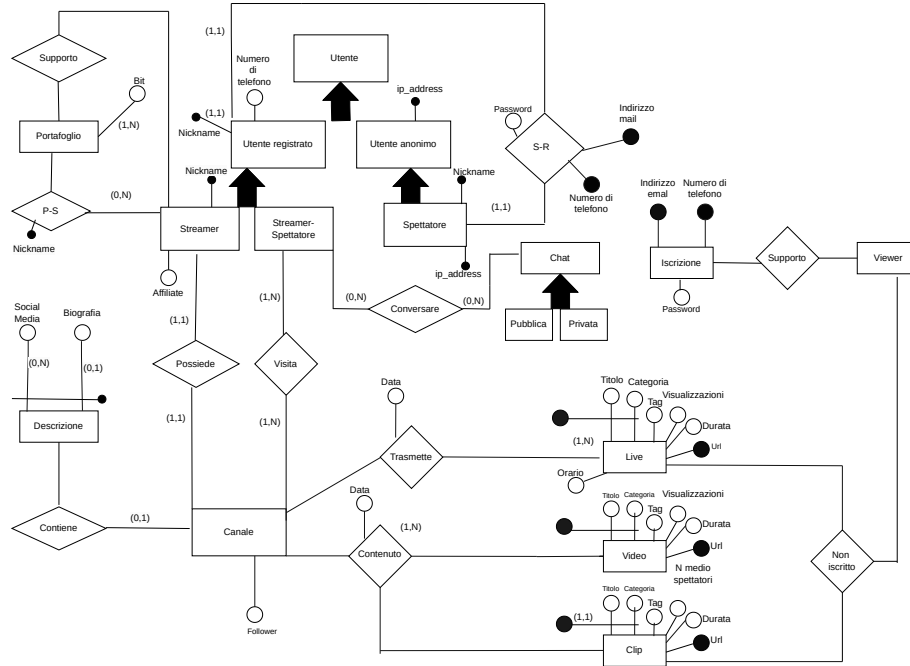 (1,1)
Supporto
Utente
Numero
di
telefono
Bit
ip_address
Indirizzo
mail
Password
(1,1)
(1,N)
Nickname
Portafoglio
Utente registrato
Utente anonimo
S-R
Nickname
Nickname
Indirizzo
emal
Numero di
telefono
(0,N)
P-S
Numero di
telefono
(1,1)
Nickname
Streamer
Streamer-
Spettatore
Spettatore
Chat
Iscrizione
Supporto
Viewer
ip_address
Affiliate
(1,N)
(0,N)
(0,N)
Conversare
Password
Social
Media
Biografia
(1,1)
Pubblica
Privata
(0,N)
(0,1)
Possiede
Visita
Data
Titolo
Categoria
Tag
Visualizzazioni
(1,1)
(1,N)
Descrizione
Durata
(1,N)
Url
Trasmette
Live
Orario
Data
Titolo
Categoria
Visualizzazioni
Tag
Contiene
(0,1)
Canale
(1,N)
Durata
Contenuto
Video
Url
Non
iscritto
N medio
spettatori
Titolo
Categoria
Tag
Follower
(1,1)
Durata
Url
Clip